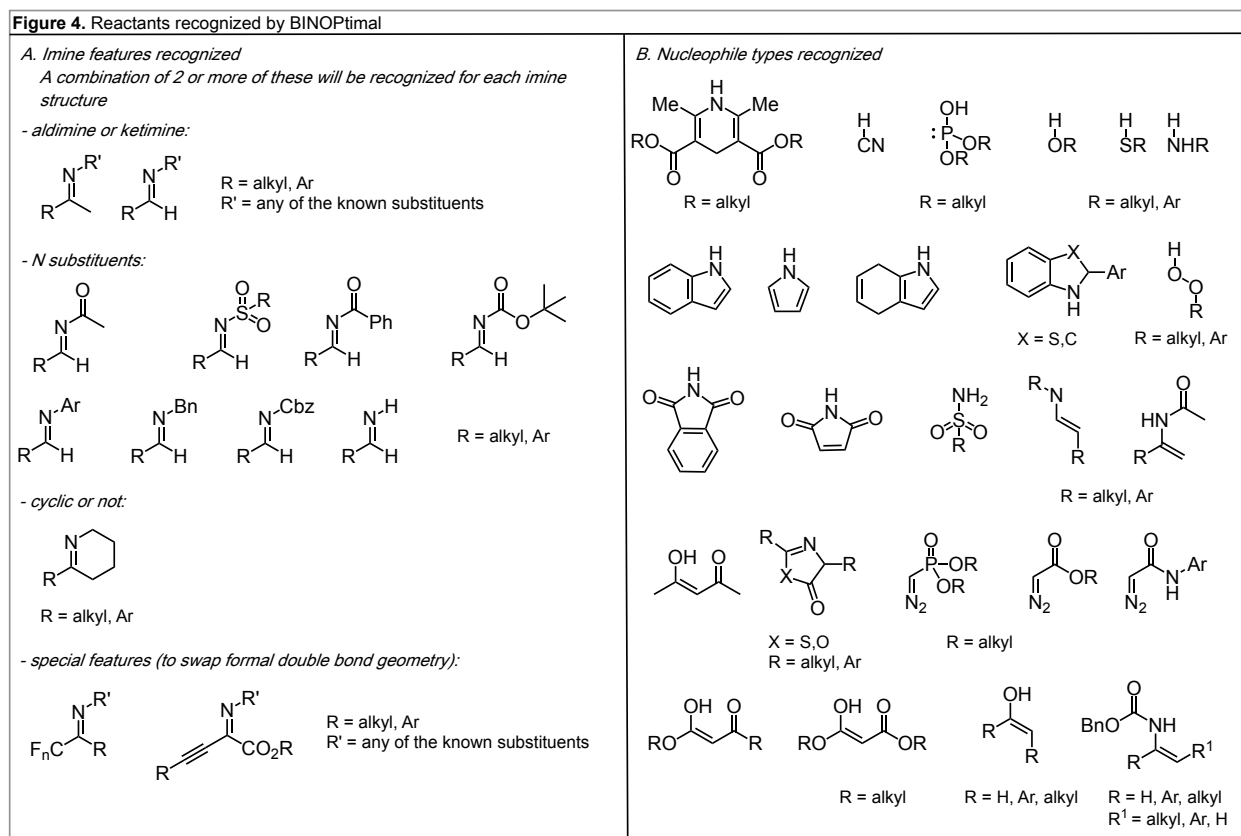 Figure 4. Reactants recognized by BINOPtimal
A. Imine features recognized
A combination of 2 or more of these will be recognized for each imine
structure
- aldimine or ketimine:
N R'
R
N R'
R H
R = alkyl, Ar
R' = any of the known substituents
- N substituents:
O
N
R H
O R
N S O
R H
O
N Ph
R H
O
N O
R H
N Ar
R H
N Bn
R H
N Cbz
R H
N H
R H
R = alkyl, Ar
- cyclic or not:
N
R
R = alkyl, Ar
- special features (to swap formal double bond geometry):
N R'
Fn R
N R'
R CO2R
R = alkyl, Ar
R' = any of the known substituents
B. Nucleophile types recognized
H
Me N Me
RO OR
O O
R = alkyl
H
CN
OH
:P OR
OR
R = alkyl
H
OR
H
SR
H
NHR
R = alkyl, Ar
H
N
H
N
H
N
X
Ar
N
H
X = S,C
H
O
O
R
R = alkyl, Ar
H
O N O
H
O N O
NH2
O S O
R
R N
R
O
HN
R
R = alkyl, Ar
OH O
R N
X R
O
X = S,O
R = alkyl, Ar
O
P OR
OR
N2
O
OR
N2
R = alkyl
O
N Ar
H
N2
OH O
RO R
OH O
RO OR
R = alkyl
OH
R
R
R = H, Ar, alkyl
O
BnO NH
R R1
R = H, Ar, alkyl
R1 = alkyl, Ar, H